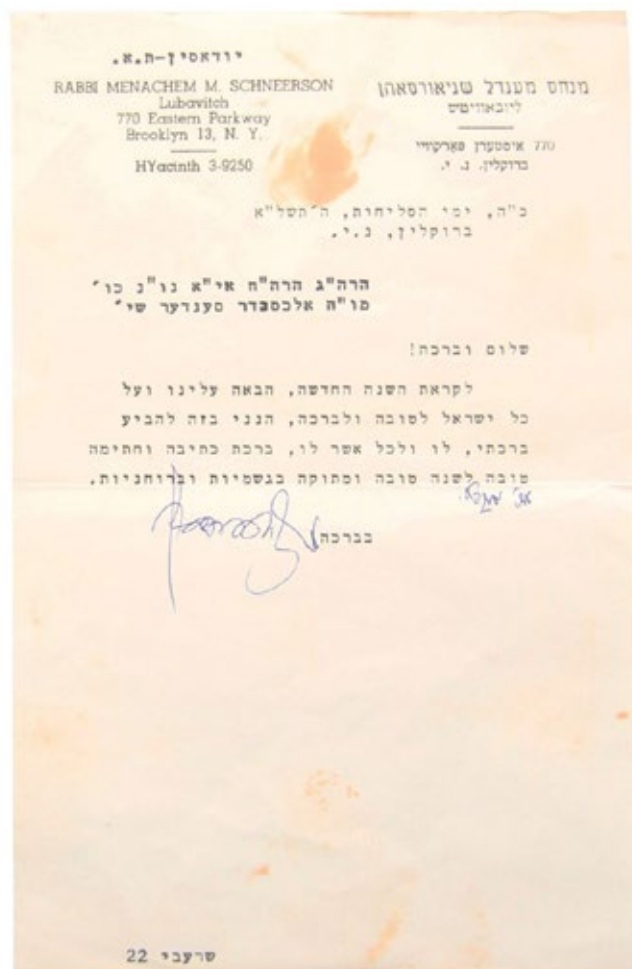 יודאסין-ת.א.
RABBI MENACHEM M. SCHNEERSON
Lubavitch
770 Eastern Parkway
Brooklyn 13, N. Y.
HYacinth 3-9250
מנחם מענדל שניאורסאהן
ליובאוויטש
770 איסטערן פארקוויי
ברוקלין, נ. י.
כ"ה, ימי הסליחות, ה'תשל"א
ברוקלין, נ.י.
הרה"ג הרה"ח אי"א נו"נ כו'
מו"ה אלכסנדר סענדער שי'
שלום וברכה!
לקראת השנה החדשה, הבאה עלינו ועל
כל ישראל לטובה ולברכה, הנני בזה להביע
ברכתי, לו ולכל אשר לו, ברכת כתיבה וחתימה
טובה לשנה טובה ומתוקה בגשמיות וברוחניות.
בברכה
שרעבי 22